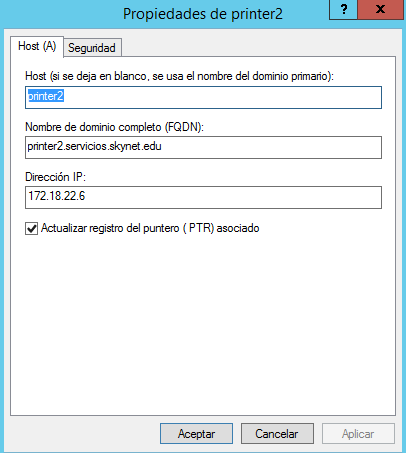 Propiedades de printer2
?
x
Host (A)
Seguridad
Host (si se deja en blanco, se usa el nombre del dominio primario):
printer2
Nombre de dominio completo (FQDN):
printer2.servicios.skynet.edu
Dirección IP:
172.18.22.6
Actualizar registro del puntero ( PTR) asociado
Aceptar
Cancelar
Aplicar